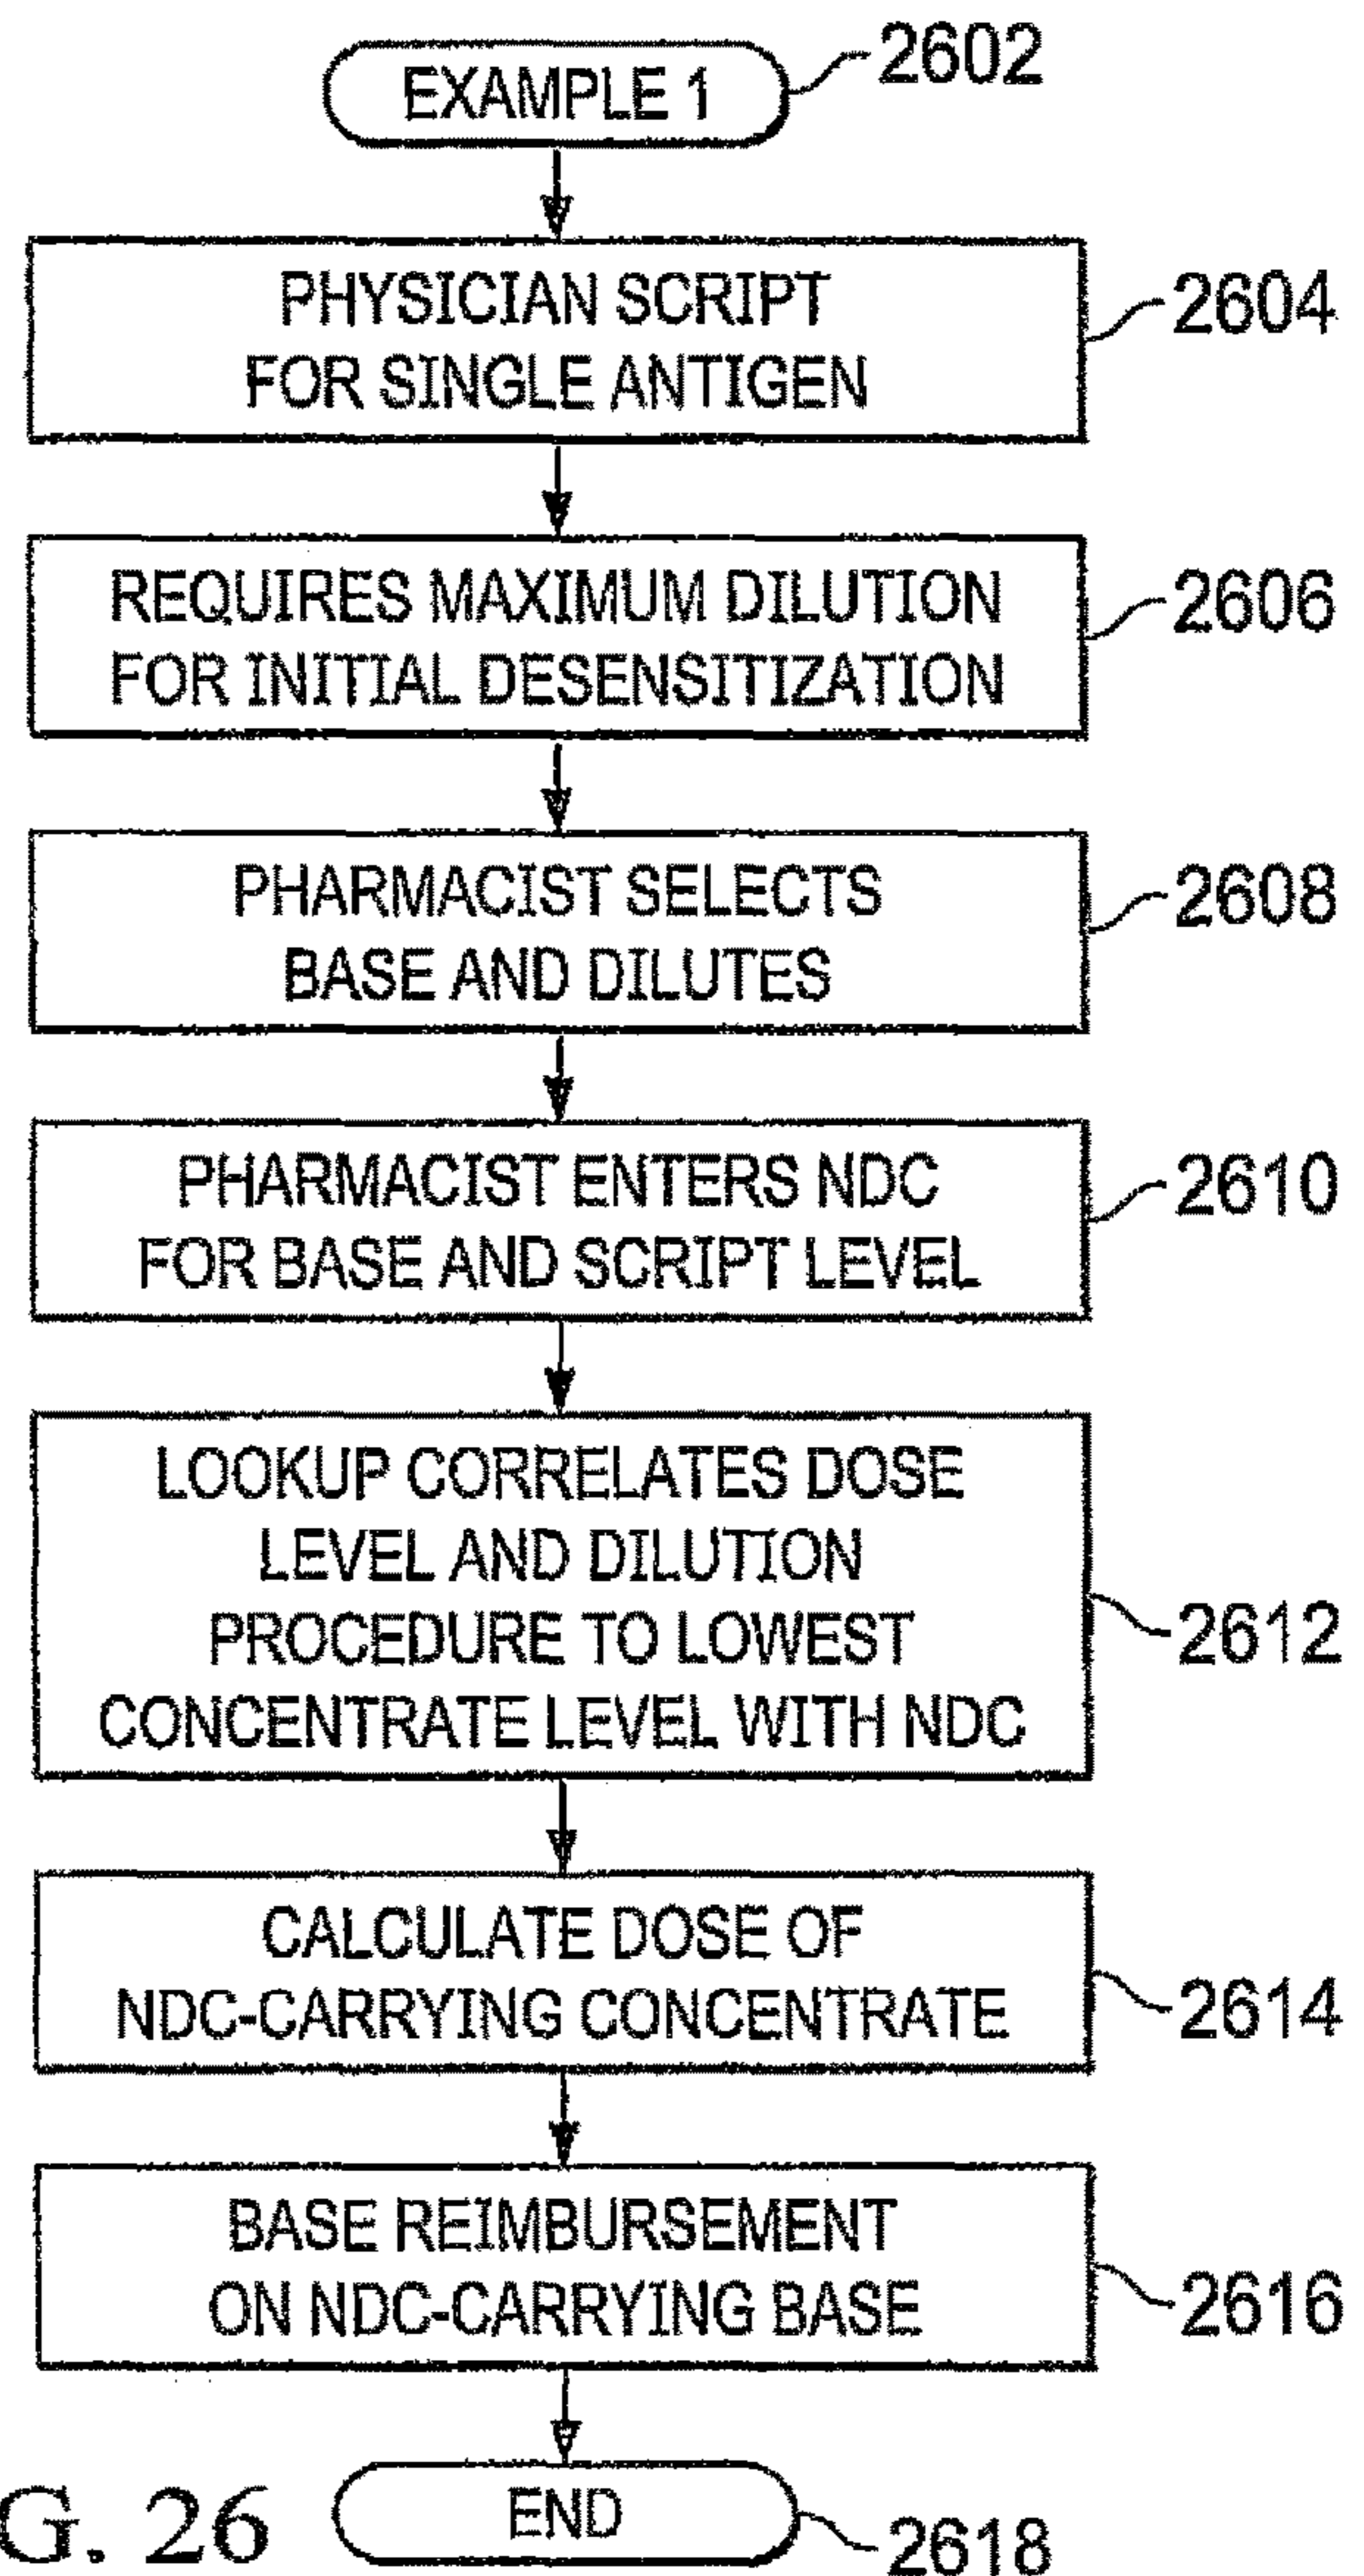 EXAMPLE 1
2602
PHYSICIAN SCRIPT
FOR SINGLE ANTIGEN
2604
REQUIRES MAXIMUM DILUTION
FOR INITIAL DESENSITIZATION
2606
PHARMACIST SELECTS
BASE AND DILUTES
2608
PHARMACIST ENTERS NDC
FOR BASE AND SCRIPT LEVEL
2610
LOOKUP CORRELATES DOSE
LEVEL AND DILUTION
PROCEDURE TO LOWEST
CONCENTRATE LEVEL WITH NDC
2612
CALCULATE DOSE OF
NDC-CARRYING CONCENTRATE
2614
BASE REIMBURSEMENT
ON NDC-CARRYING BASE
2616
END
2618
G. 26